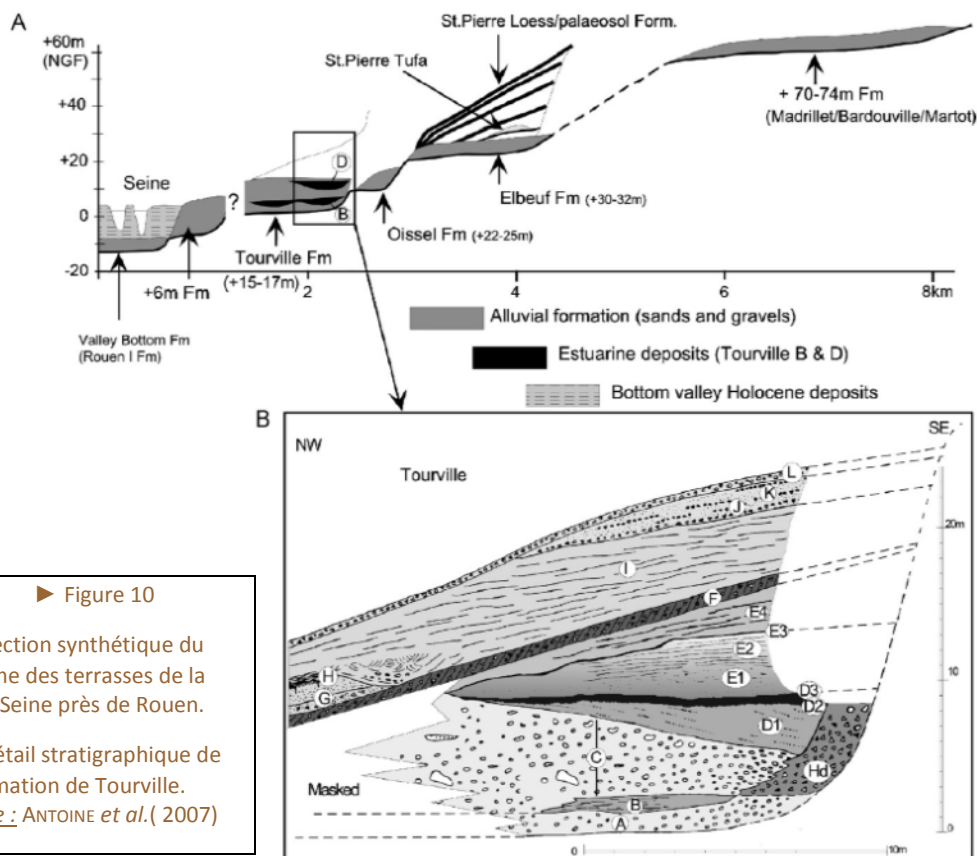 A
+60m
(NGF)
+40
+20
0
-20
St.Pierre Loess/palaeosol Form.
St.Pierre Tufa
+ 70-74m Fm
(Madrillet/Bardouville/Martot)
Seine
?
D
B
Elbeuf Fm (+30-32m)
Oissel Fm (+22-25m)
Tourville Fm
(+15-17m)
+6m Fm
Valley Bottom Fm
(Rouen I Fm)
2
4
6
8km
Alluvial formation (sands and gravels)
Estuarine deposits (Tourville B & D)
Bottom valley Holocene deposits
B
NW
SE
Tourville
L
K
J
I
F
E4
E3
E2
E1
H
G
D3
D2
D1
C
Hd
B
A
Masked
20m
10
0
0
10m
► Figure 10
ection synthétique du
me des terrasses de la
Seine près de Rouen.
étail stratigraphique de
mation de Tourville.
e : ANTOINE et al.( 2007)